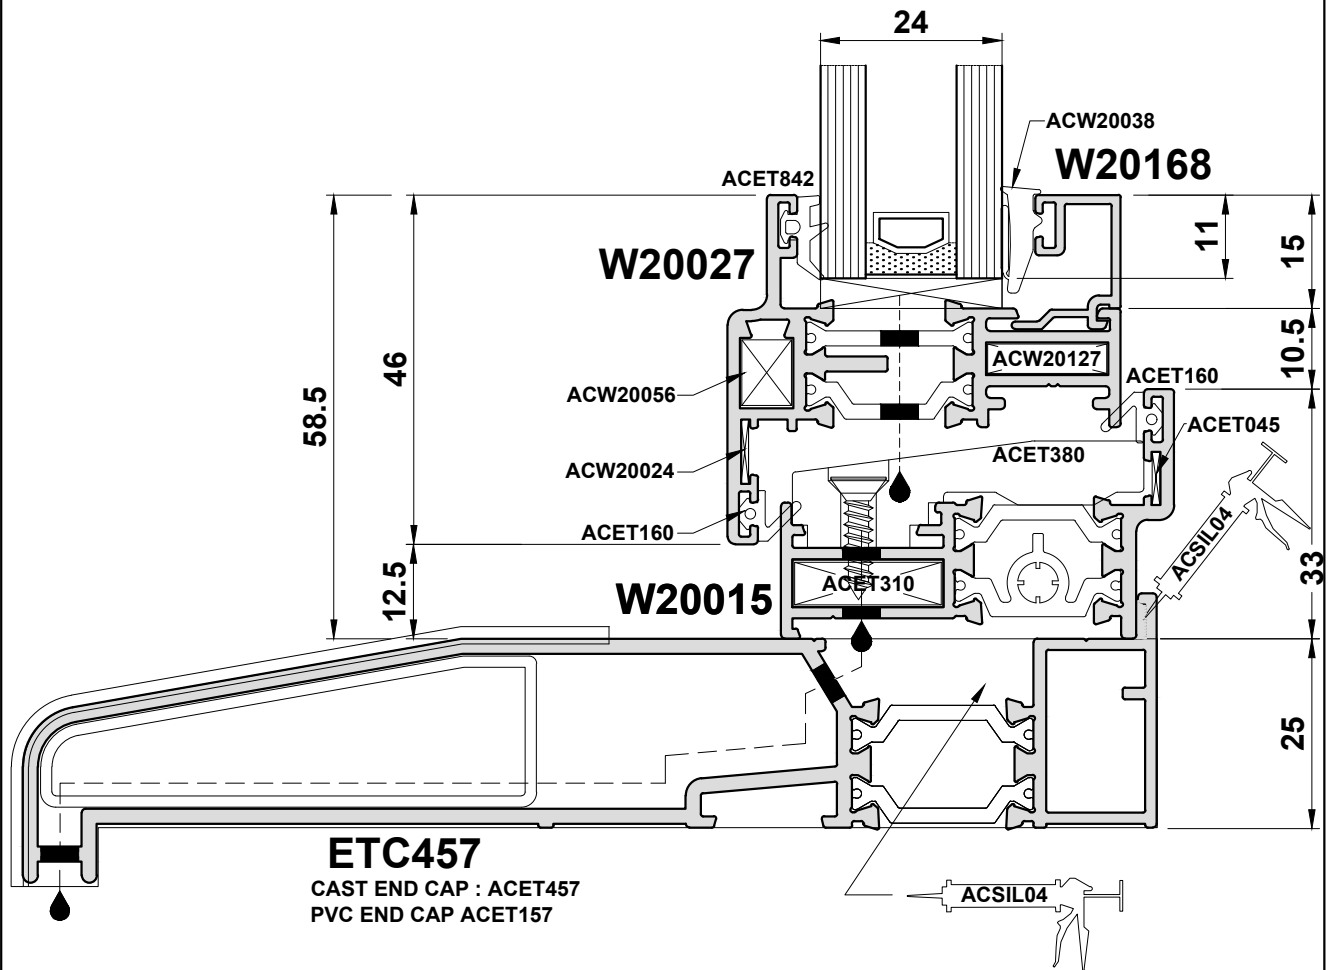 24
ACW20038
W20168
ACET842
11
15
W20027
46
58.5
10.5
ACW20127
ACET160
ACW20056
ACET045
ACET380
ACW20024
ACET160
ACSIL04
33
12.5
W20015
ACET310
25
ETC457
CAST END CAP : ACET457
PVC END CAP ACET157
ACSIL04